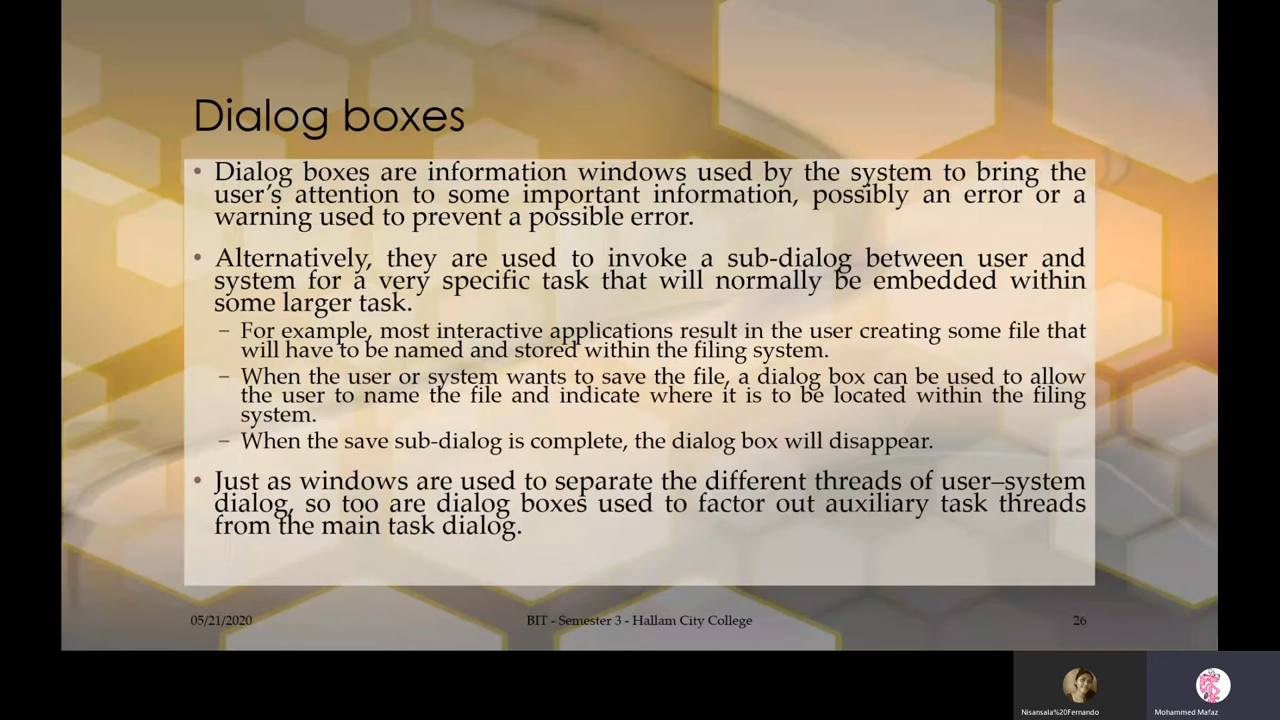 Dialog boxes
• Dialog boxes are information windows used by the system to bring the
user's attention to some important information, possibly an error or a
warning used to prevent a possible error.
• Alternatively, they are used to invoke a sub-dialog between user and
system for a very specific task that will normally be embedded within
some larger task.
– For example, most interactive applications result in the user creating some file that
will have to be named and stored within the filing system.
– When the user or system wants to save the file, a dialog box can be used to allow
the user to name the file and indicate where it is to be located within the filing
system.
– When the save sub-dialog is complete, the dialog box will disappear.
• Just as windows are used to separate the different threads of user–system
dialog, so too are dialog boxes used to factor out auxiliary task threads
from the main task dialog.
05/21/2020 BIT - Semester 3 - Hallam City College 26
Nisansala%20Fernando Mohammed Mafaz